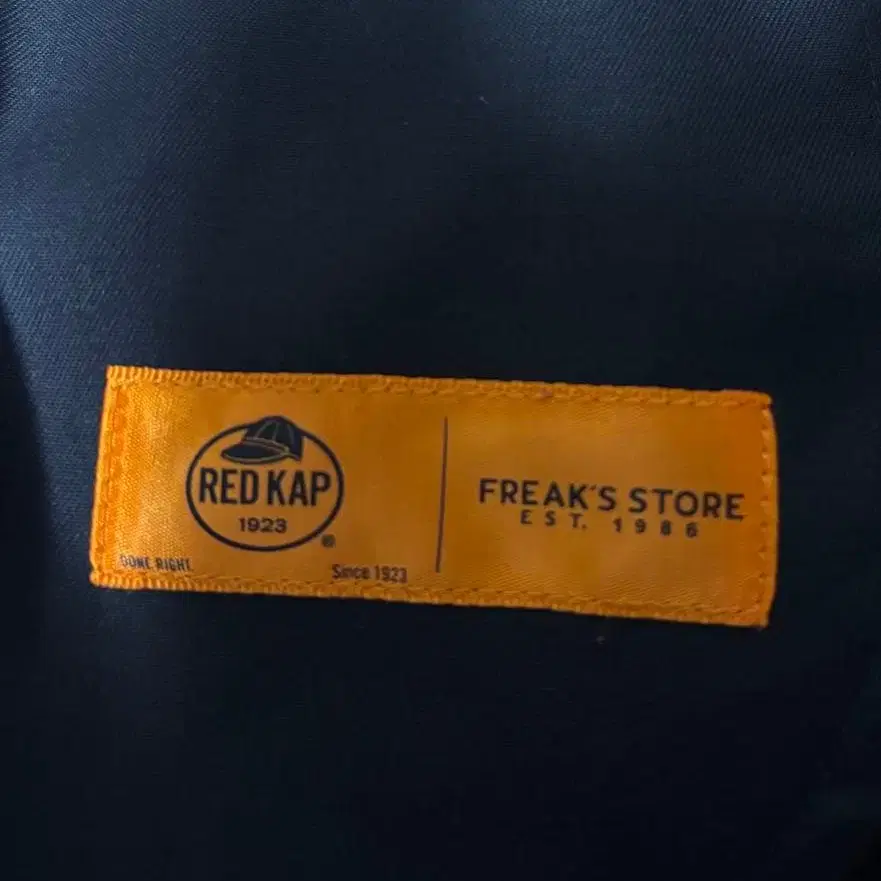 RED KAP
1923
®
DONE RIGHT.
Since 1923
FREAK'S STORE
EST. 1986